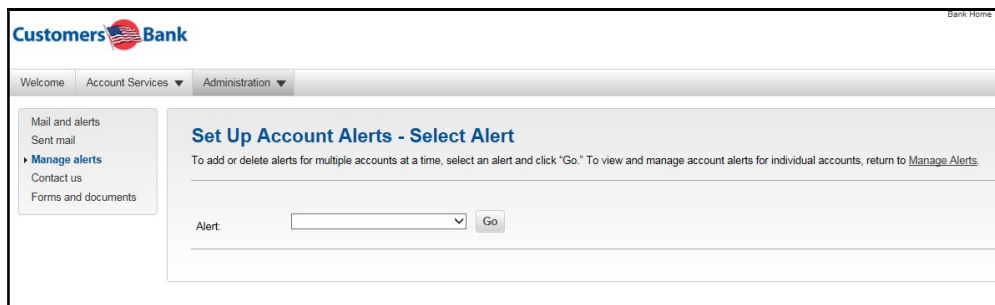 Bank Home
Customers Bank
Welcome Account Services Administration
Mail and alerts
Sent mail
Manage alerts
Contact us
Forms and documents
Set Up Account Alerts - Select Alert
To add or delete alerts for multiple accounts at a time, select an alert and click "Go." To view and manage account alerts for individual accounts, return to Manage Alerts.
Alert: Go